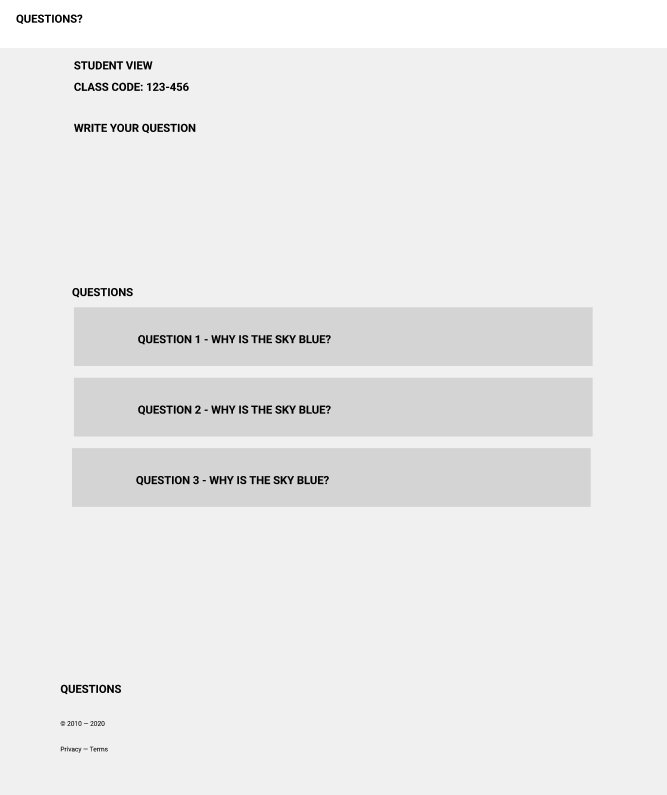 QUESTIONS?
STUDENT VIEW
CLASS CODE: 123-456
WRITE YOUR QUESTION
QUESTIONS
QUESTION 1 - WHY IS THE SKY BLUE?
QUESTION 2 - WHY IS THE SKY BLUE?
QUESTION 3 - WHY IS THE SKY BLUE?
QUESTIONS
© 2010 — 2020
Privacy — Terms